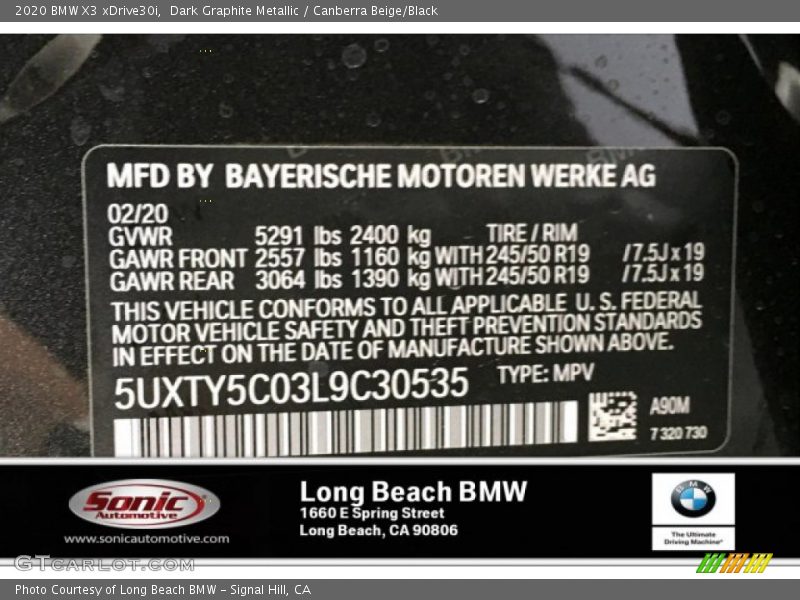 2020 BMW X3 xDrive30i,  Dark Graphite Metallic / Canberra Beige/Black
MFD BY BAYERISCHE MOTOREN WERKE AG
02/20
GVWR 5291 lbs 2400 kg TIRE / RIM
GAWR FRONT 2557 lbs 1160 kg WITH 245/50 R19 /7.5J x 19
GAWR REAR 3064 lbs 1390 kg WITH 245/50 R19 /7.5J x 19
THIS VEHICLE CONFORMS TO ALL APPLICABLE U. S. FEDERAL
MOTOR VEHICLE SAFETY AND THEFT PREVENTION STANDARDS
IN EFFECT ON THE DATE OF MANUFACTURE SHOWN ABOVE.
5UXTY5C03L9C30535 TYPE: MPV
A90M
7 320 730
Sonic
Automotive
www.sonicautomotive.com
Long Beach BMW
1660 E Spring Street
Long Beach, CA 90806
BMW
The Ultimate
Driving Machine®
GTCARLOT.COM
Photo Courtesy of Long Beach BMW - Signal Hill, CA